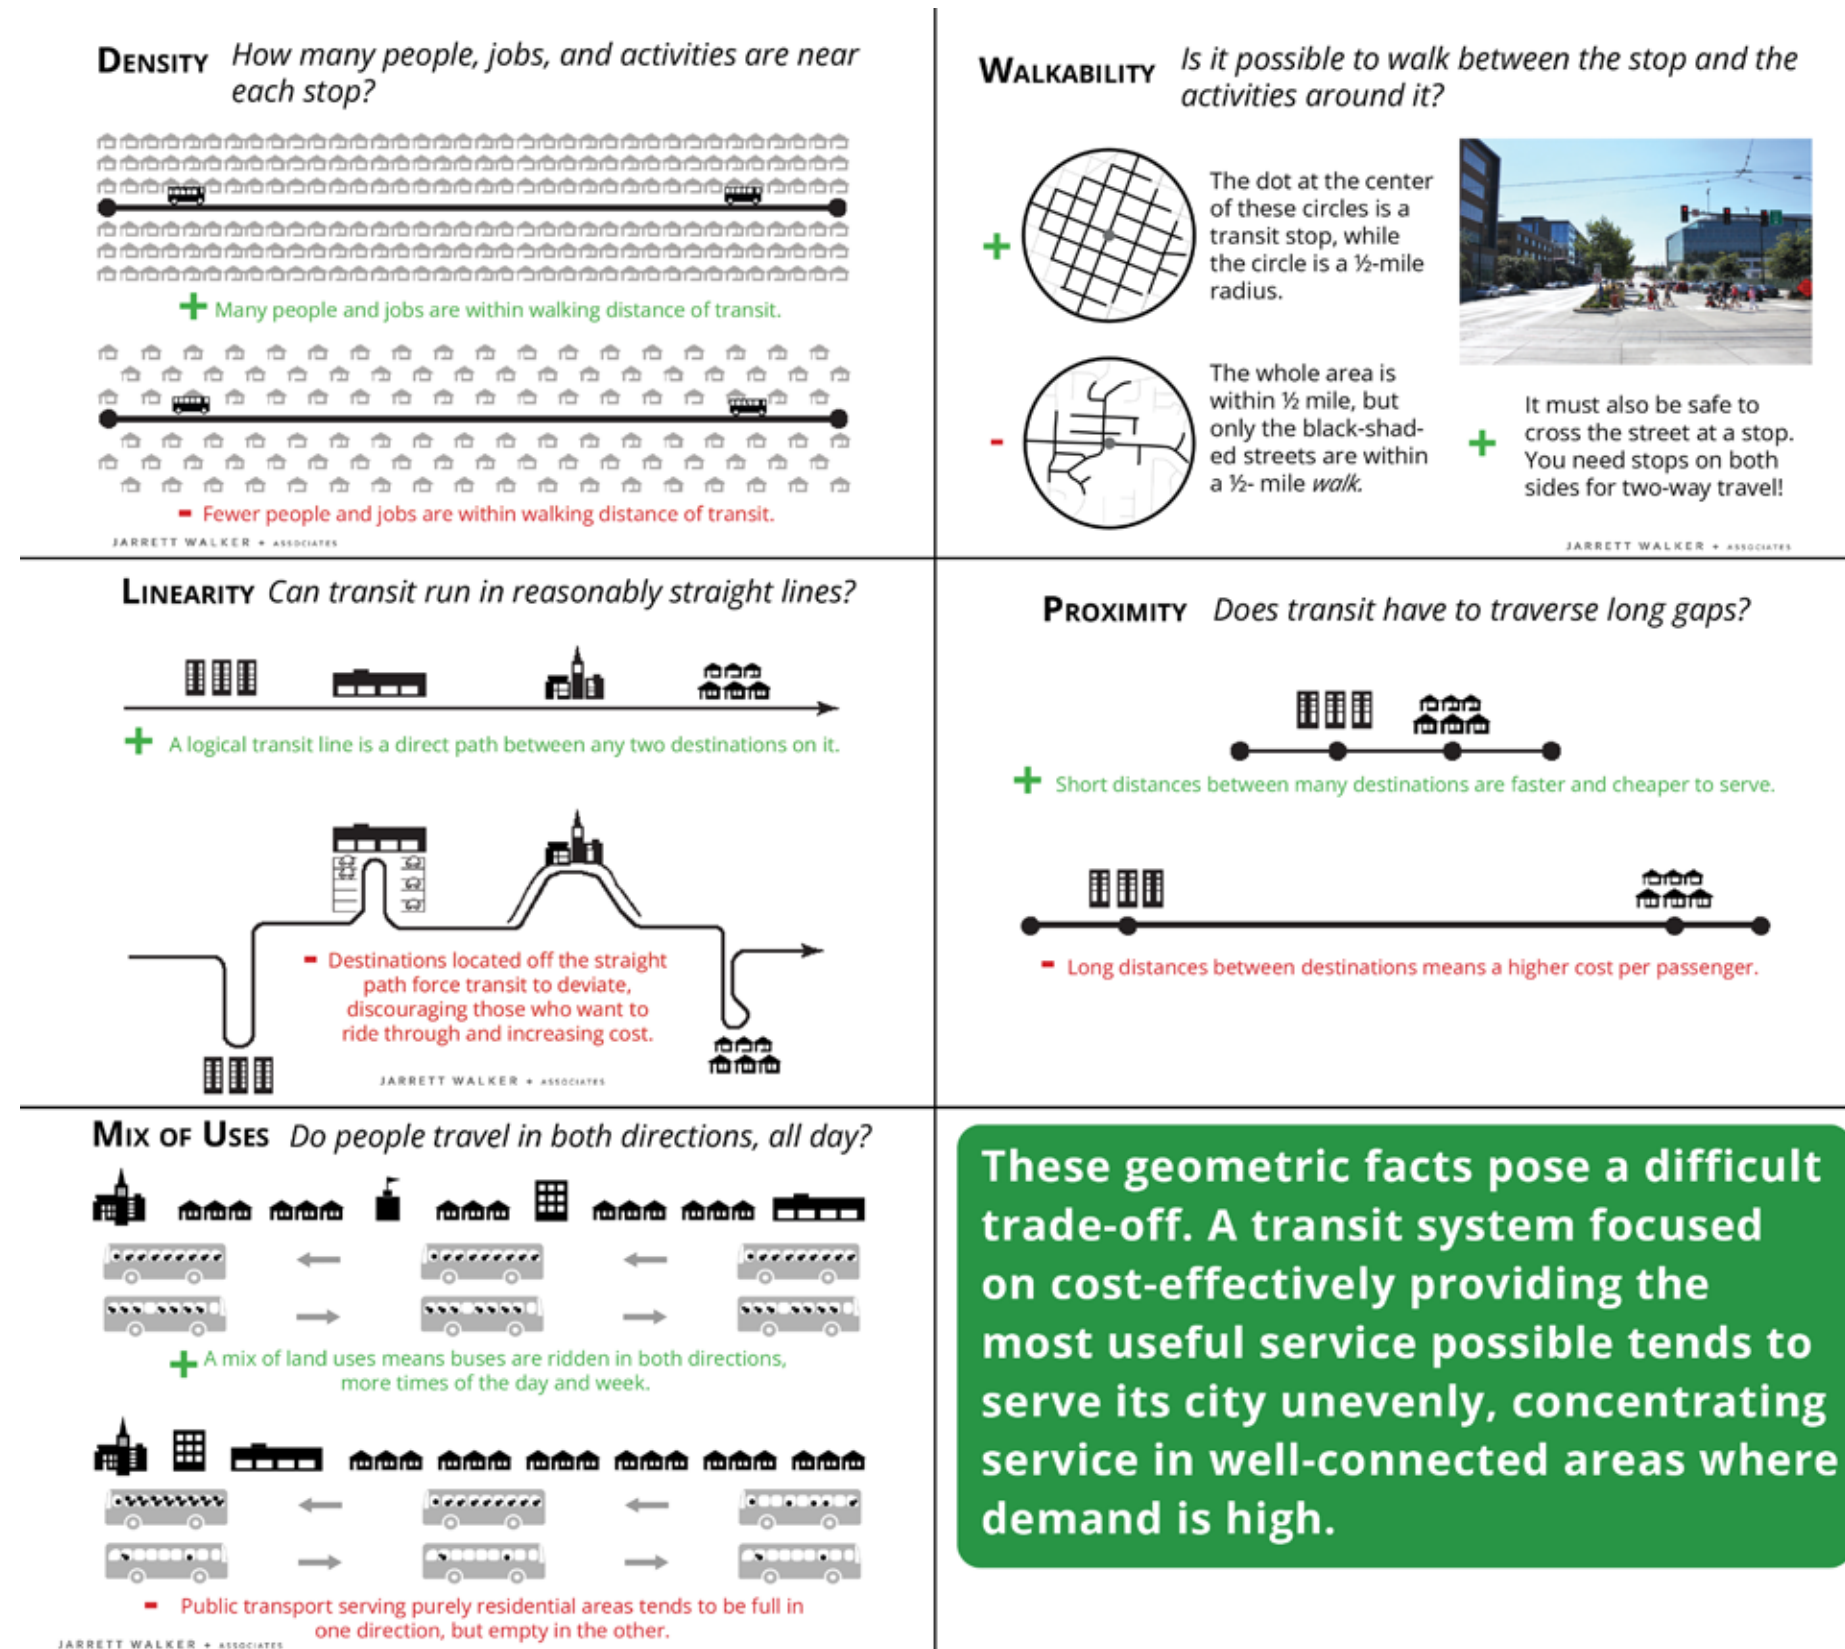 DENSITY How many people, jobs, and activities are near
each stop?
+ Many people and jobs are within walking distance of transit.
- Fewer people and jobs are within walking distance of transit.
JARRETT WALKER + ASSOCIATES
WALKABILITY Is it possible to walk between the stop and the
activities around it?
+
The dot at the center
of these circles is a
transit stop, while
the circle is a ½-mile
radius.
-
The whole area is
within ½ mile, but
only the black-shad-
ed streets are within
a ½- mile walk.
+
It must also be safe to
cross the street at a stop.
You need stops on both
sides for two-way travel!
JARRETT WALKER + ASSOCIATES
LINEARITY Can transit run in reasonably straight lines?
+ A logical transit line is a direct path between any two destinations on it.
- Destinations located off the straight
path force transit to deviate,
discouraging those who want to
ride through and increasing cost.
JARRETT WALKER + ASSOCIATES
PROXIMITY Does transit have to traverse long gaps?
+ Short distances between many destinations are faster and cheaper to serve.
- Long distances between destinations means a higher cost per passenger.
MIX OF USES Do people travel in both directions, all day?
+ A mix of land uses means buses are ridden in both directions,
more times of the day and week.
- Public transport serving purely residential areas tends to be full in
one direction, but empty in the other.
JARRETT WALKER + ASSOCIATES
These geometric facts pose a difficult
trade-off. A transit system focused
on cost-effectively providing the
most useful service possible tends to
serve its city unevenly, concentrating
service in well-connected areas where
demand is high.